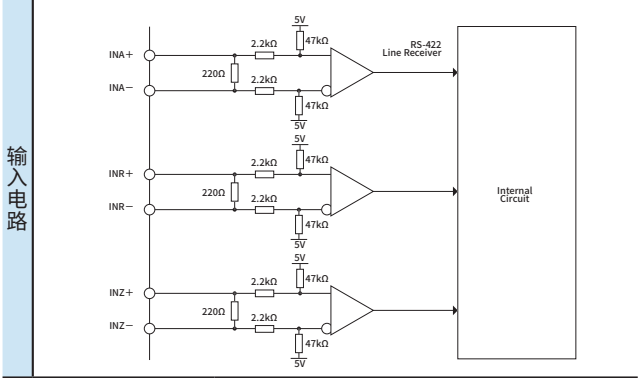 输入电路
5V
2.2kΩ
47kΩ
INA+
220Ω
2.2kΩ
INA−
47kΩ
5V
RS-422
Line Receiver
5V
2.2kΩ
47kΩ
INR+
220Ω
2.2kΩ
INR−
47kΩ
5V
Internal
Circuit
5V
2.2kΩ
47kΩ
INZ+
220Ω
2.2kΩ
INZ−
47kΩ
5V